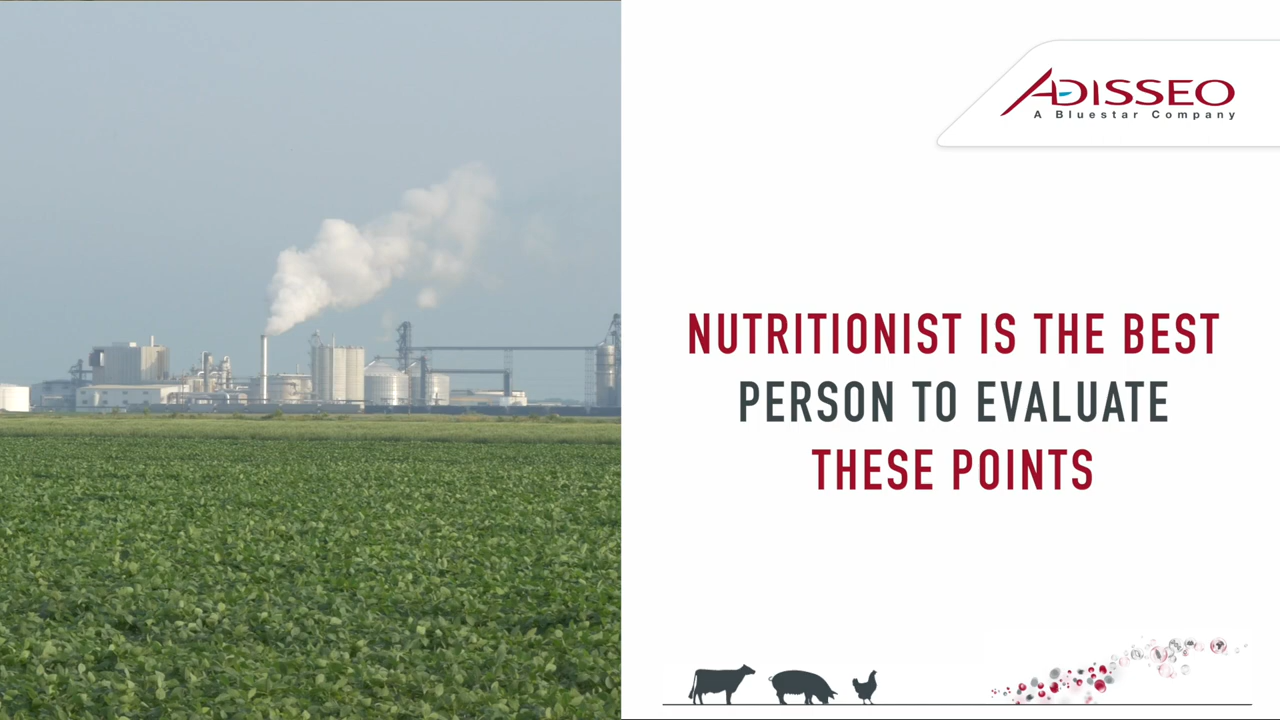 ADISSEO
A Bluestar Company
NUTRITIONIST IS THE BEST
PERSON TO EVALUATE
THESE POINTS